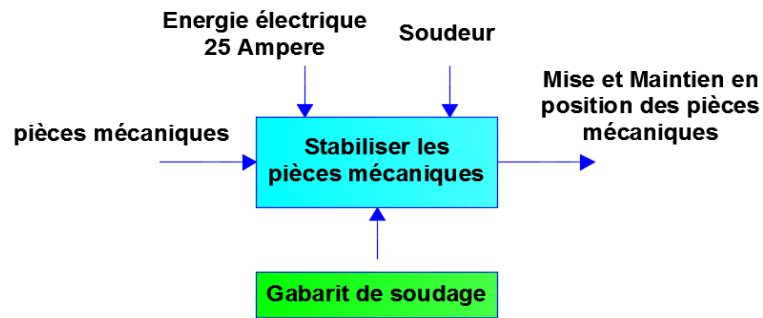 Energie électrique
25 Ampere
Soudeur
Mise et Maintien en
position des pièces
mécaniques
pièces mécaniques
Stabiliser les
pièces mécaniques
Gabarit de soudage